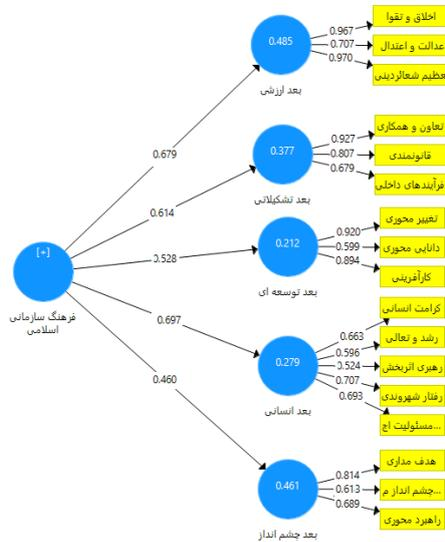 اخلاق و تقوا
0.967
0.485
0.707
عدالت و اعتدال
0.970
عظیم شعائردینی
بعد ارزشی
0.679
تعاون و همکاری
0.927
0.377
0.807
قانونمندی
0.679
فرآیندهای داخلی
بعد تشکیلاتی
0.614
تغییر محوری
0.920
0.212
0.599
دانایی محوری
0.894
کارآفرینی
بعد توسعه ای
0.528
[+]
فرهنگ سازمانی
اسلامی
کرامت انسانی
0.663
0.697
رشد و تعالی
0.596
0.279
0.524
رهبری اثربخش
0.707
رفتار شهروندی
0.693
مسئولیت اج...
بعد انسانی
0.460
هدف مداری
0.814
0.461
0.613
چشم انداز م...
0.689
راهبرد محوری
بعد چشم انداز